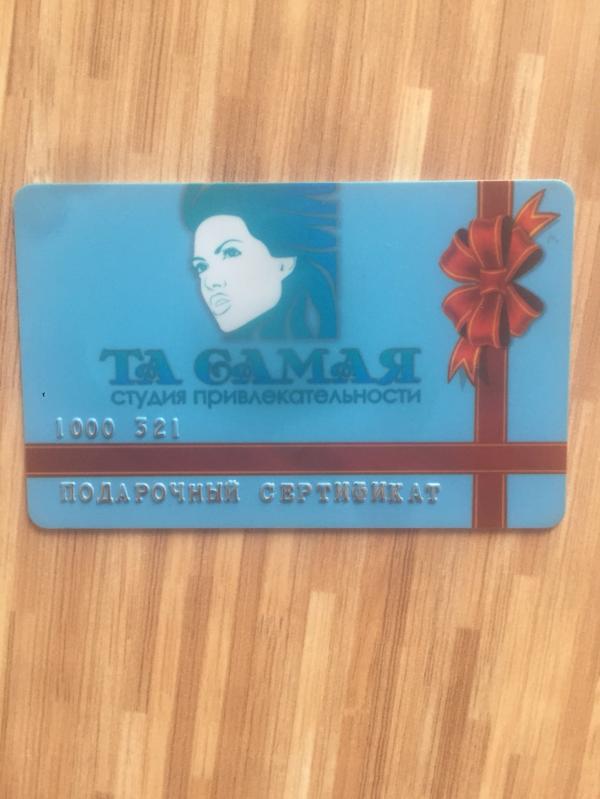 ТА САМАЯ
студия привлекательности
1000 321
ПОДАРОЧНЫЙ СЕРТИФИКАТ